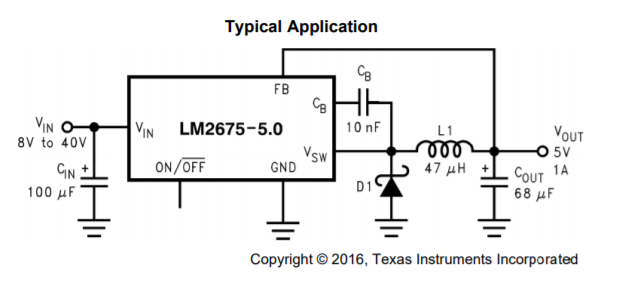 Typical Application
FB
C_B
C_B
10 nF
V_IN
8V to 40V
V_IN
LM2675-5.0
L1
47 μH
V_OUT
5V
1A
V_SW
ON/OFF
GND
C_IN +
100 μF
D1
+
C_OUT
68 μF
Copyright © 2016, Texas Instruments Incorporated